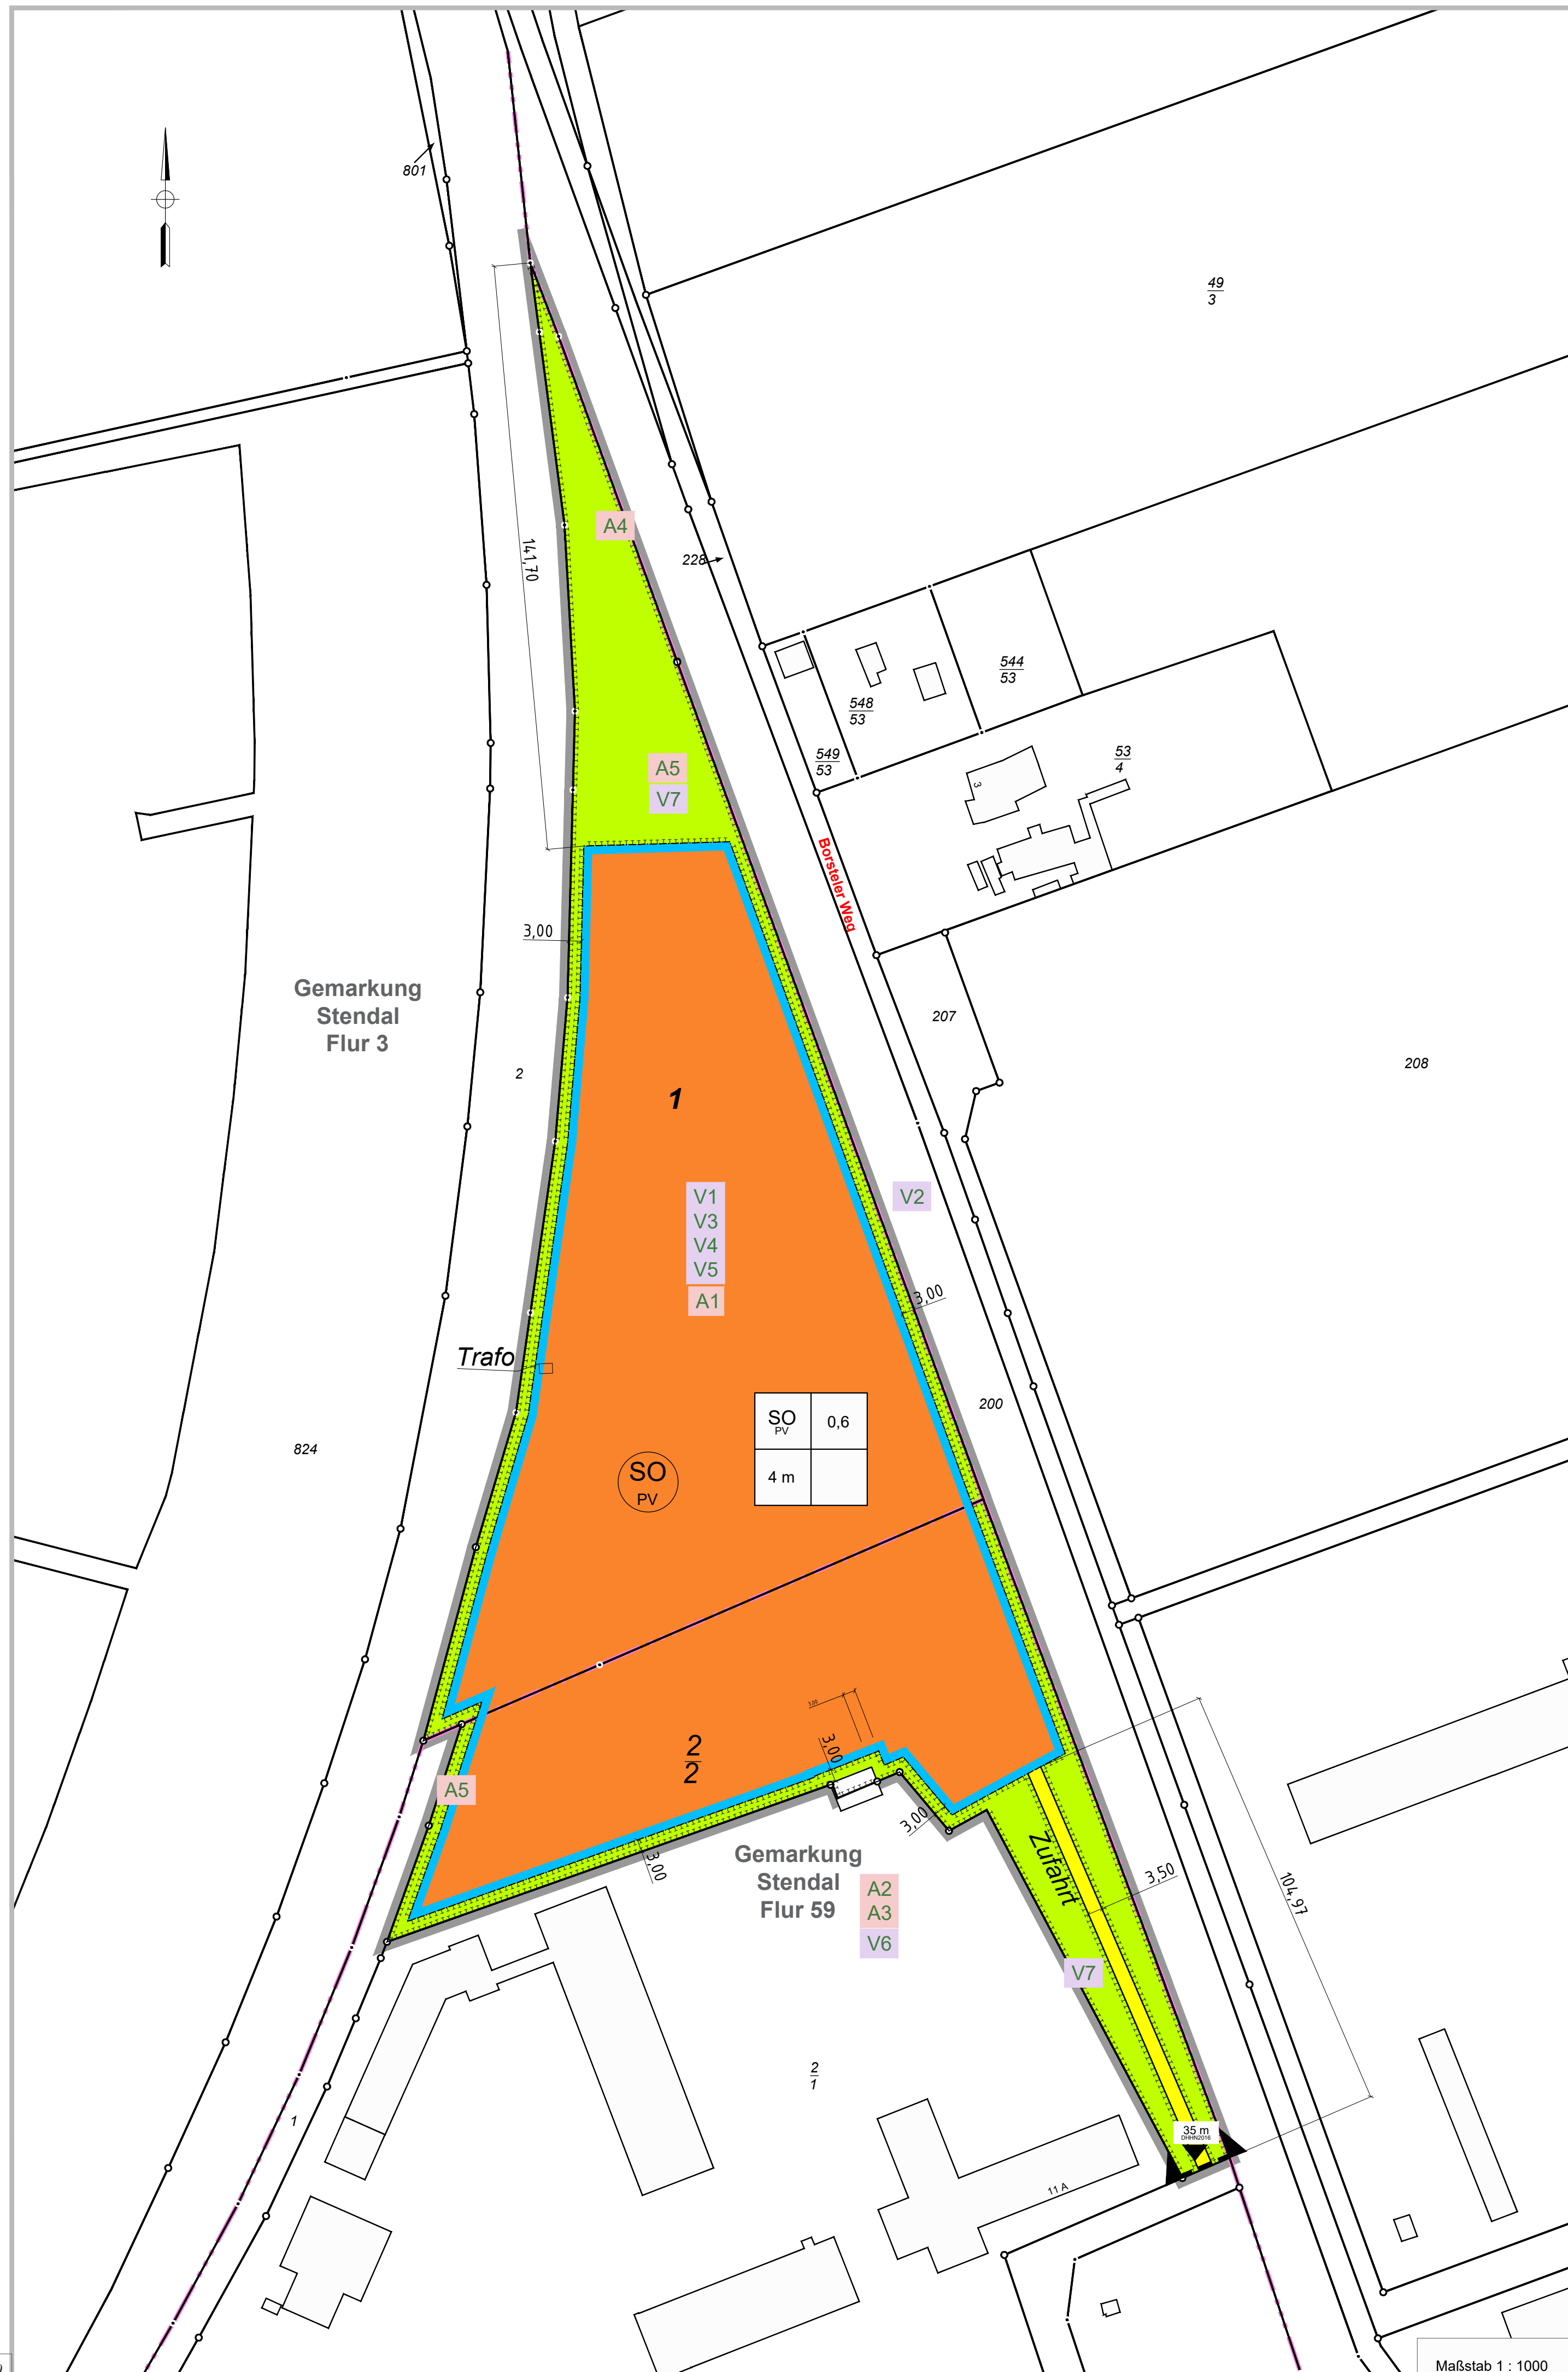 801
49
3
A4
141,70
228
544
53
548
53
549
53
53
4
3
A5
V7
Borsteler Weg
3,00
Gemarkung
Stendal
Flur 3
207
208
2
1
V1
V3
V4
V5
A1
V2
3,00
Trafo
200
SO
PV
0,6
4 m
SO
PV
824
3,00
3,00
2
2
A5
3,00
3,00
Zufahrt
Gemarkung
Stendal
Flur 59
A2
A3
V6
3,50
104,97
V7
2
1
1
35 m
DHHN2016
11 A
Maßstab 1 : 1000